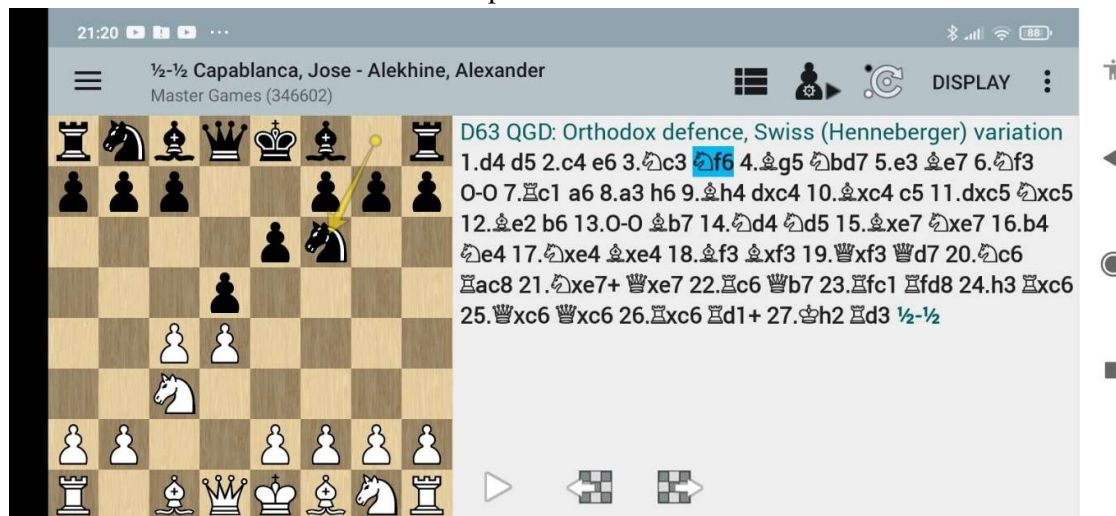 21:20 ... 88
½-½ Capablanca, Jose - Alekhine, Alexander
Master Games (346602)
DISPLAY
D63 QGD: Orthodox defence, Swiss (Henneberger) variation
1.d4 d5 2.c4 e6 3.♘c3 ♘f6 4.♗g5 ♘bd7 5.e3 ♗e7 6.♘f3
O-O 7.♖c1 a6 8.a3 h6 9.♗h4 dxc4 10.♗xc4 c5 11.dxc5 ♘xc5
12.♗e2 b6 13.O-O ♗b7 14.♘d4 ♘d5 15.♗xe7 ♘xe7 16.b4
♘e4 17.♘xe4 ♗xe4 18.♗f3 ♗xf3 19.♕xf3 ♕d7 20.♘c6
♖ac8 21.♘xe7+ ♕xe7 22.♖c6 ♕b7 23.♖fc1 ♖fd8 24.h3 ♖xc6
25.♕xc6 ♕xc6 26.♖xc6 ♖d1+ 27.♔h2 ♖d3 ½-½